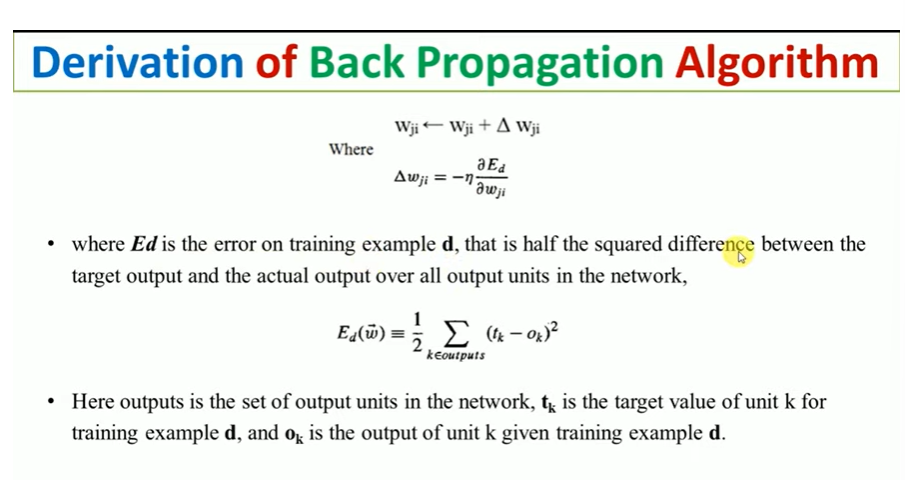 Derivation of Back Propagation Algorithm
wji ← wji + Δ wji
Where
Δwji = −η ∂Ed/∂wji
• where Ed is the error on training example d, that is half the squared difference between the
target output and the actual output over all output units in the network,
Ed(w⃗) ≡ 1/2 ∑k∈outputs (tk − ok)²
• Here outputs is the set of output units in the network, tk is the target value of unit k for
training example d, and ok is the output of unit k given training example d.